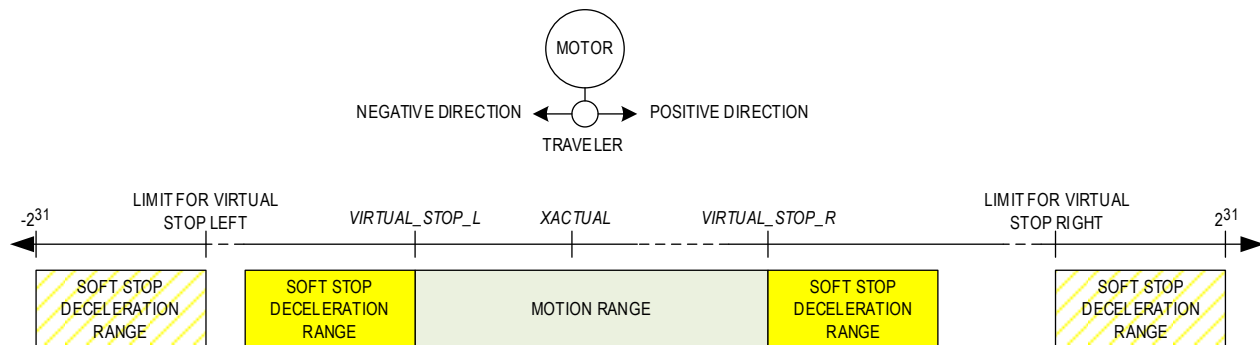 MOTOR
NEGATIVE DIRECTION
POSITIVE DIRECTION
TRAVELER
-2^31
LIMIT FOR VIRTUAL
STOP LEFT
VIRTUAL_STOP_L
XACTUAL
VIRTUAL_STOP_R
LIMIT FOR VIRTUAL
STOP RIGHT
2^31
SOFT STOP
DECELERATION
RANGE
SOFT STOP
DECELERATION
RANGE
MOTION RANGE
SOFT STOP
DECELERATION
RANGE
SOFT STOP
DECELERATION
RANGE